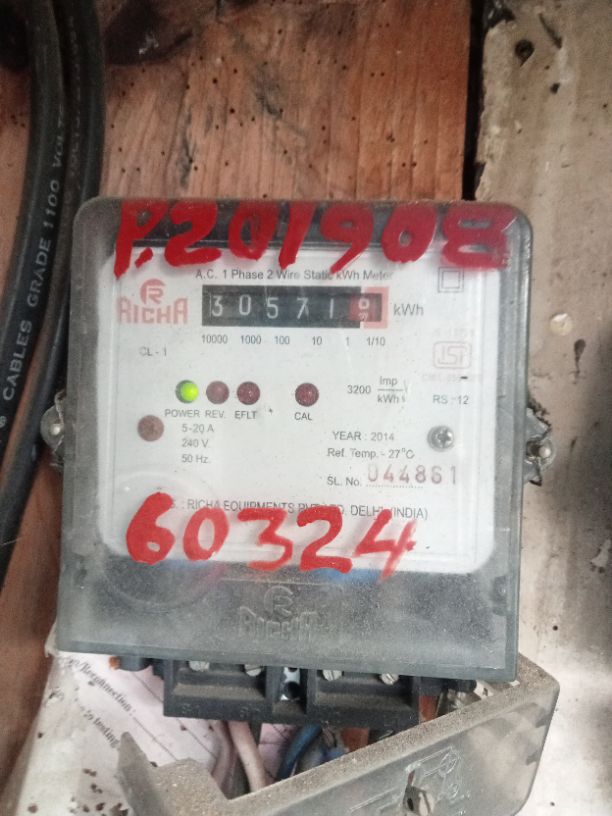 CABLES GRADE 1100 VOLT
P.201908
A.C. 1 Phase 2 Wire Static kWh Meter
RICHA
30571 kWh
10000 1000 100 10 1 1/10
CL - 1
3200 Imp/kWh
RS : 12
POWER REV. EFLT CAL
5-20 A
240 V.
50 Hz.
YEAR : 2014
Ref. Temp. - 27°C
SL. No. 044861
RICHA EQUIPMENTS DELHI (INDIA)
60324
RICHA